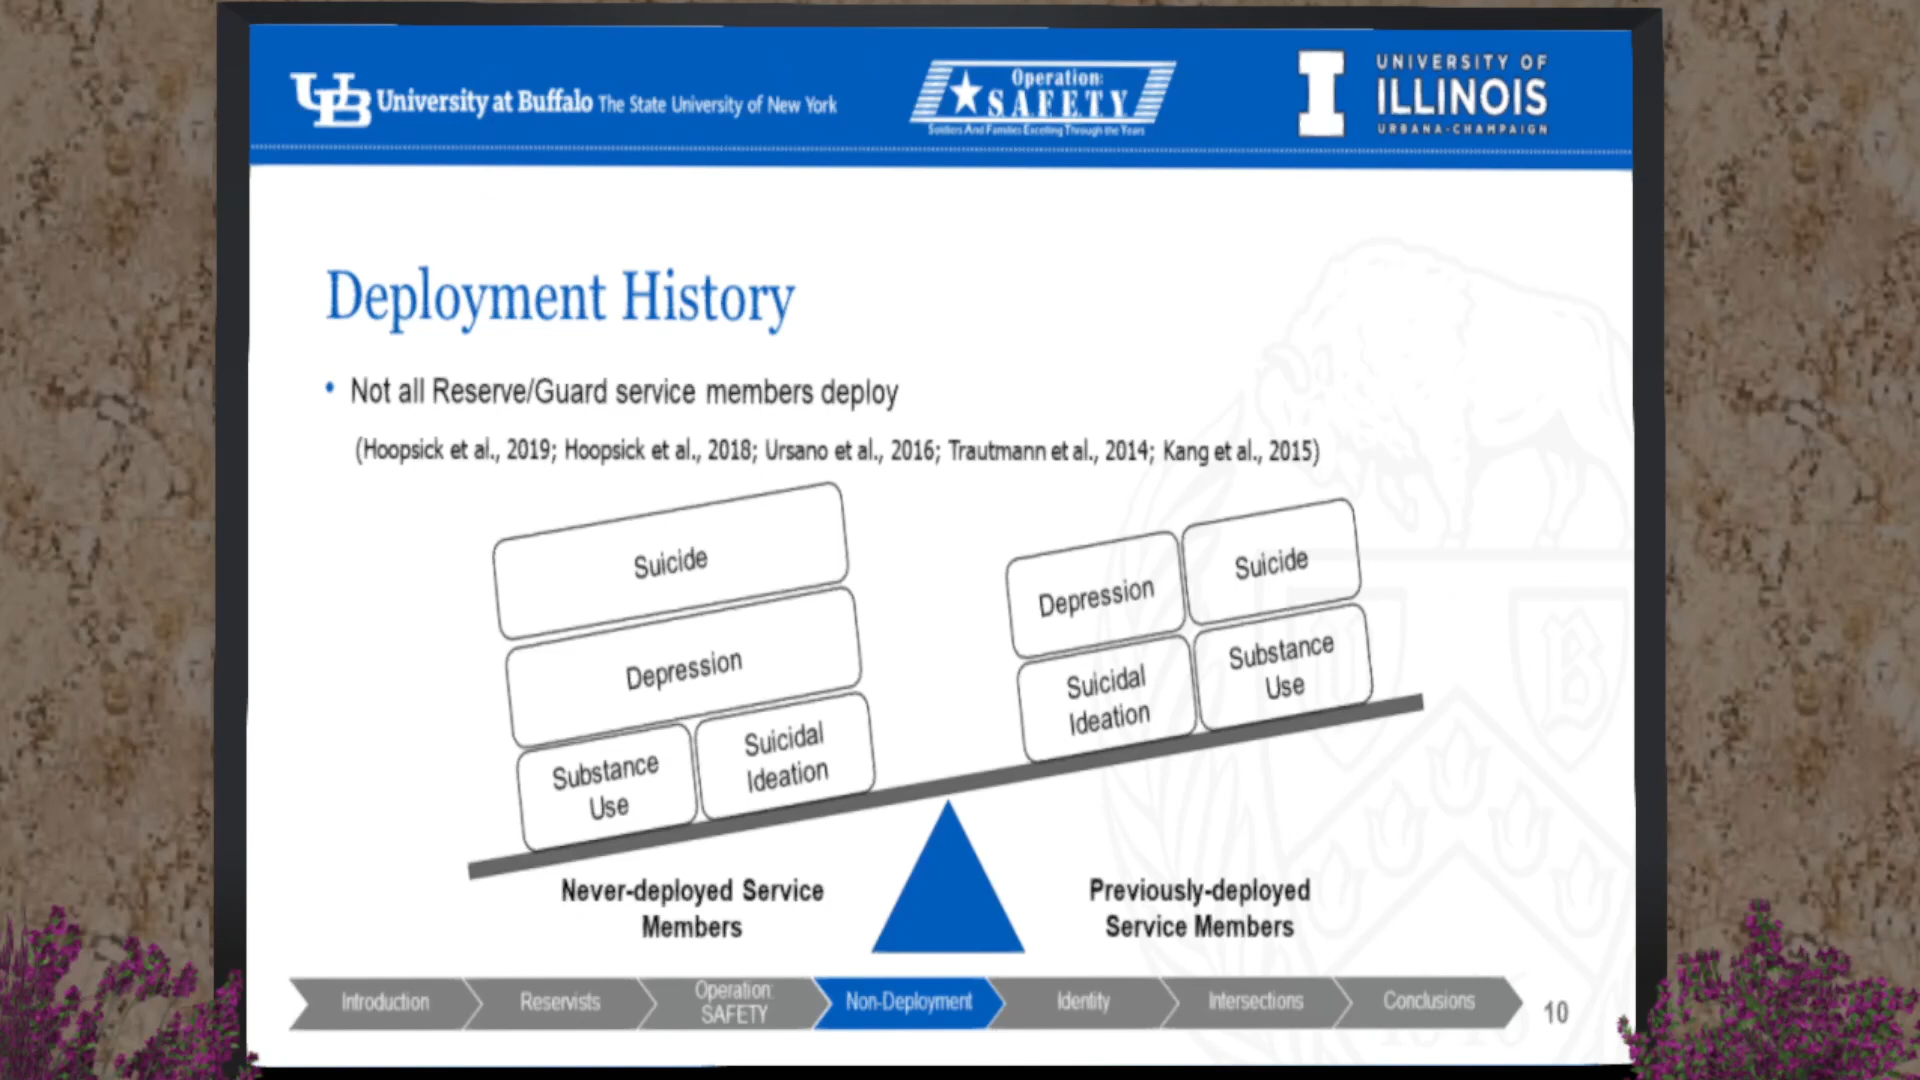 UB University at Buffalo The State University of New York
Operation:
S.A.F.E.T.Y.
Soldiers And Families Excelling Through the Years
I UNIVERSITY OF
ILLINOIS
URBANA-CHAMPAIGN
Deployment History
• Not all Reserve/Guard service members deploy
(Hoopsick et al., 2019; Hoopsick et al., 2018; Ursano et al., 2016; Trautmann et al., 2014; Kang et al., 2015)
Suicide
Depression
Substance
Use
Suicidal
Ideation
Depression
Suicide
Suicidal
Ideation
Substance
Use
Never-deployed Service
Members
Previously-deployed
Service Members
Introduction
Reservists
Operation:
SAFETY
Non-Deployment
Identity
Intersections
Conclusions
10